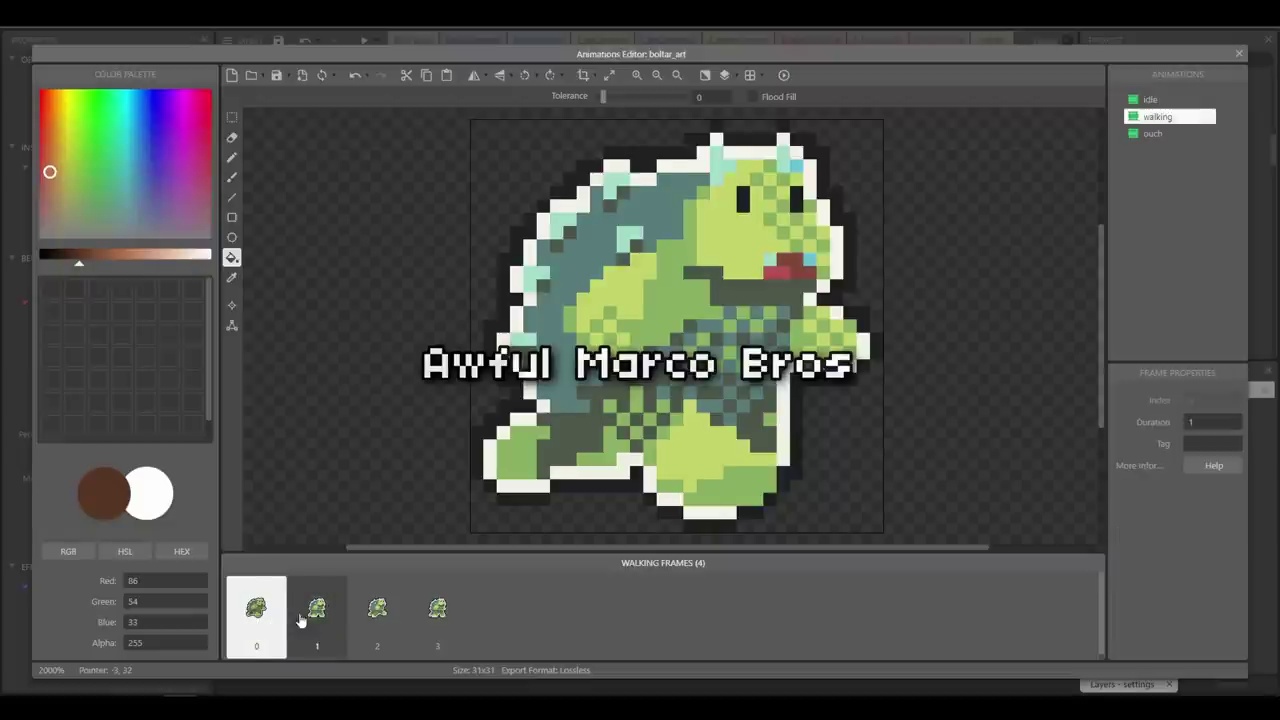 Animations Editor: boltar_art
COLOR PALETTE
ANIMATIONS
Tolerance
0
Flood Fill
idle
walking
ouch
Awful Marco Bros
FRAME PROPERTIES
Index
Duration
1
Tag
More infor...
Help
RGB
HSL
HEX
Red:
86
Green:
54
Blue:
33
Alpha:
255
WALKING FRAMES (4)
0
1
2
3
2000%
Pointer: -3, 32
Size: 31x31
Export Format: Lossless
Layers - settings